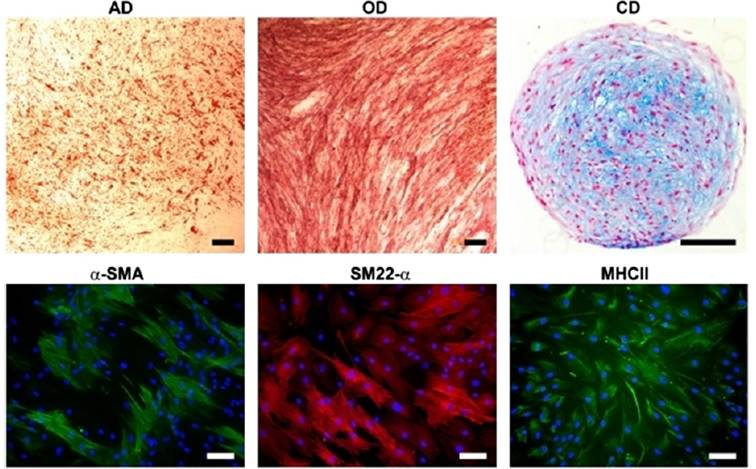 AD OD CD
α-SMA SM22-α MHCII